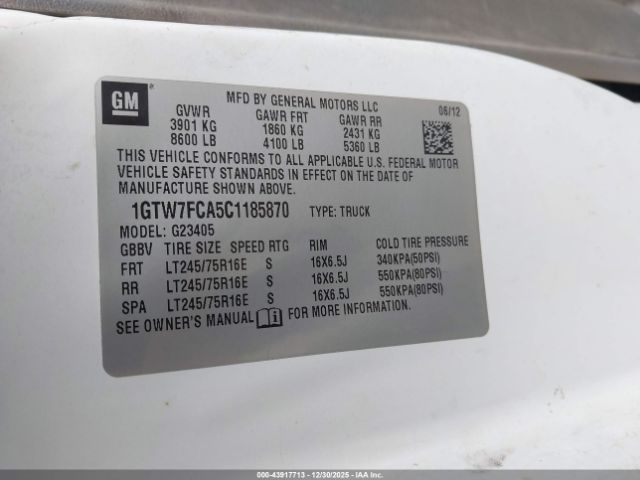 GM
MFD BY GENERAL MOTORS LLC
06/12
GVWR GAWR FRT GAWR RR
3901 KG 1860 KG 2431 KG
8600 LB 4100 LB 5360 LB
THIS VEHICLE CONFORMS TO ALL APPLICABLE U.S. FEDERAL MOTOR
VEHICLE SAFETY STANDARDS IN EFFECT ON THE DATE OF
MANUFACTURE SHOWN ABOVE.
1GTW7FCA5C1185870 TYPE: TRUCK
MODEL: G23405
GBBV TIRE SIZE SPEED RTG RIM COLD TIRE PRESSURE
FRT LT245/75R16E S 16X6.5J 340KPA(50PSI)
RR LT245/75R16E S 16X6.5J 550KPA(80PSI)
SPA LT245/75R16E S 16X6.5J 550KPA(80PSI)
SEE OWNER'S MANUAL FOR MORE INFORMATION.
000-43917713 - 12/30/2025 - IAAI.COM